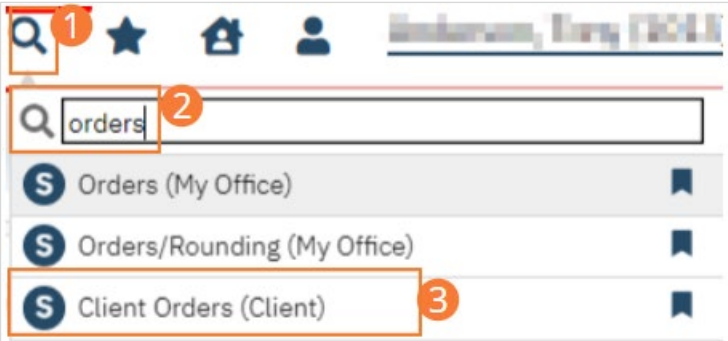 1
2
orders
S Orders (My Office)
S Orders/Rounding (My Office)
S Client Orders (Client) 3